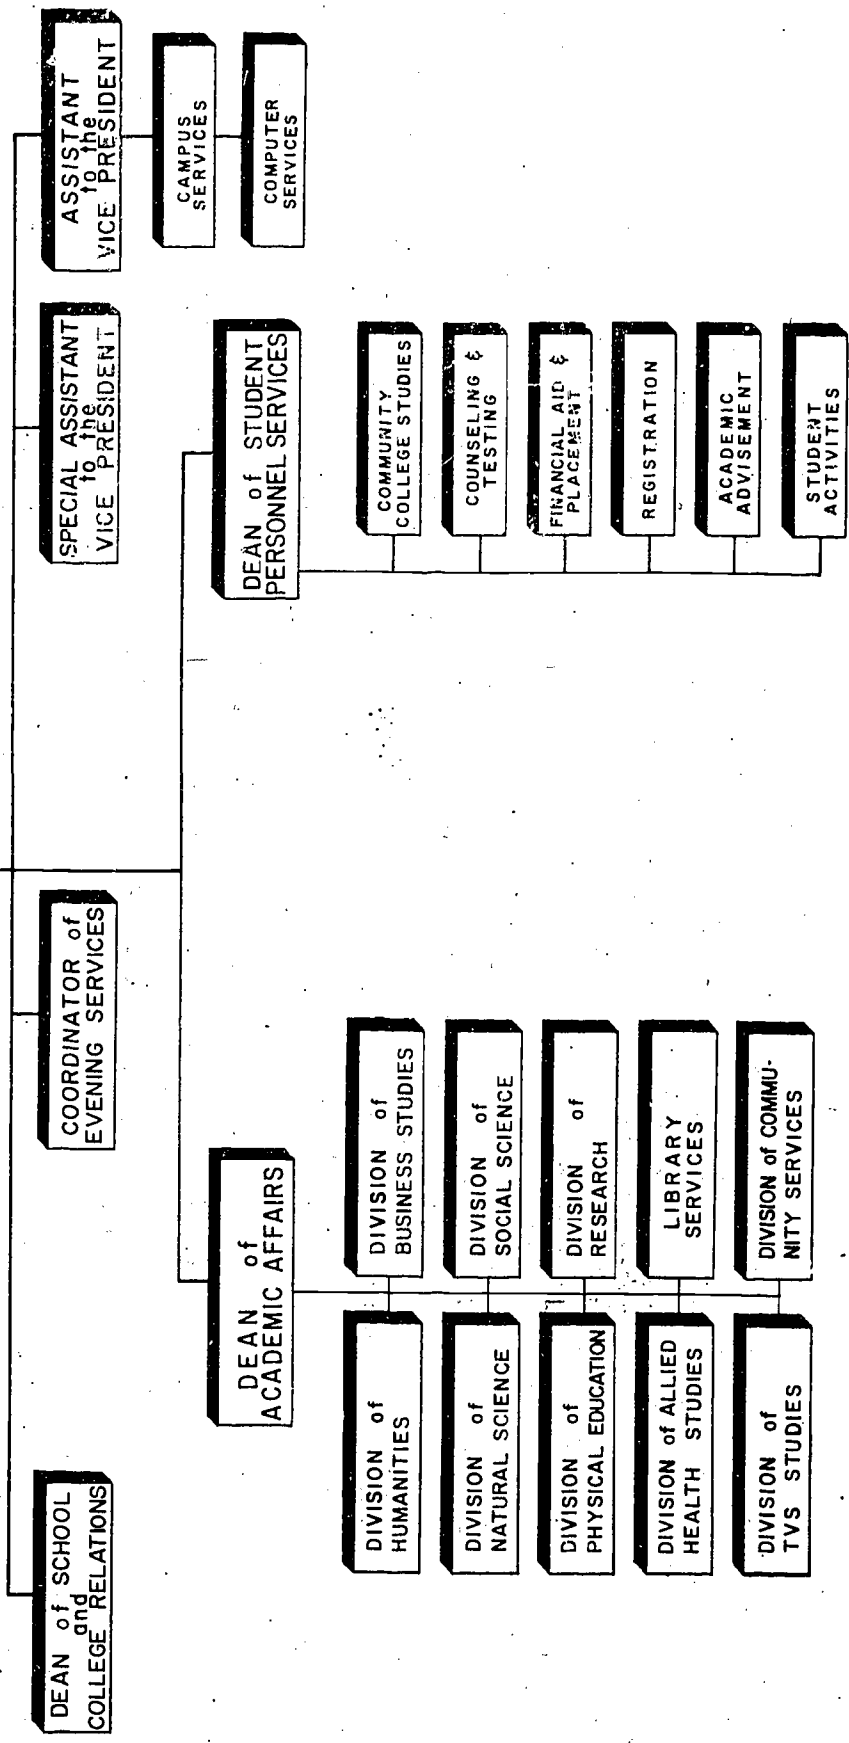 DEAN of SCHOOL
and
COLLEGE RELATIONS
COORDINATOR of
EVENING SERVICES
SPECIAL ASSISTANT
to the
VICE PRESIDENT
ASSISTANT
to the
VICE PRESIDENT
CAMPUS
SERVICES
COMPUTER
SERVICES
DEAN of
ACADEMIC AFFAIRS
DEAN of STUDENT
PERSONNEL SERVICES
DIVISION of
HUMANITIES
DIVISION of
BUSINESS STUDIES
DIVISION of
NATURAL SCIENCE
DIVISION of
SOCIAL SCIENCE
DIVISION of
PHYSICAL EDUCATION
DIVISION of
RESEARCH
DIVISION of ALLIED
HEALTH STUDIES
LIBRARY
SERVICES
DIVISION of
TVS STUDIES
DIVISION of COMMU-
NITY SERVICES
COMMUNITY
COLLEGE STUDIES
COUNSELING &
TESTING
FINANCIAL AID &
PLACEMENT
REGISTRATION
ACADEMIC
ADVISEMENT
STUDENT
ACTIVITIES